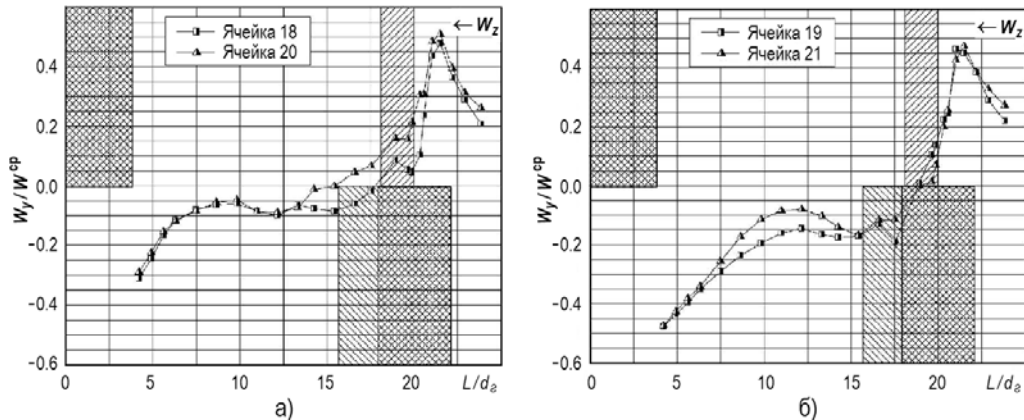 Ячейка 18
Ячейка 20
← Wz
Wy/Wср
0.4
0.2
0.0
-0.2
-0.4
-0.6
0 5 10 15 20 L/dг
а)
Ячейка 19
Ячейка 21
← Wz
Wy/Wср
0.4
0.2
0.0
-0.2
-0.4
-0.6
0 5 10 15 20 L/dг
б)